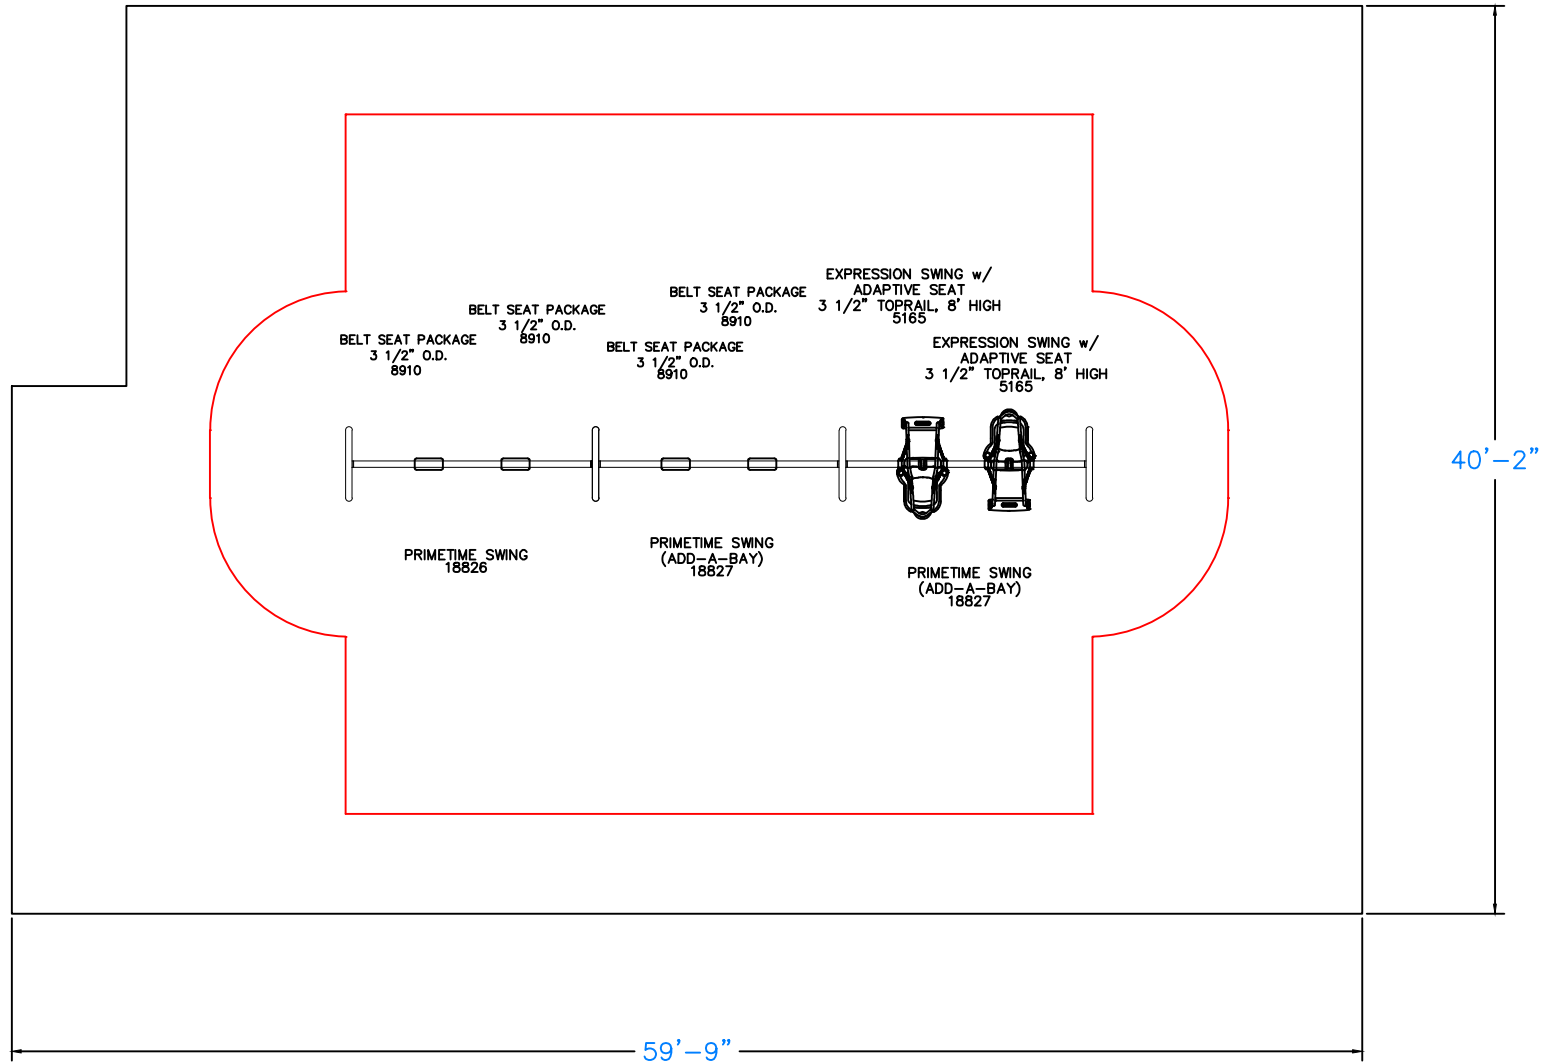 EXPRESSION SWING w/
ADAPTIVE SEAT
3 1/2" TOPRAIL, 8' HIGH
5165
BELT SEAT PACKAGE
3 1/2" O.D.
8910
BELT SEAT PACKAGE
3 1/2" O.D.
8910
BELT SEAT PACKAGE
3 1/2" O.D.
8910
BELT SEAT PACKAGE
3 1/2" O.D.
8910
EXPRESSION SWING w/
ADAPTIVE SEAT
3 1/2" TOPRAIL, 8' HIGH
5165
40'-2"
PRIMETIME SWING
18826
PRIMETIME SWING
(ADD-A-BAY)
18827
PRIMETIME SWING
(ADD-A-BAY)
18827
59'-9"